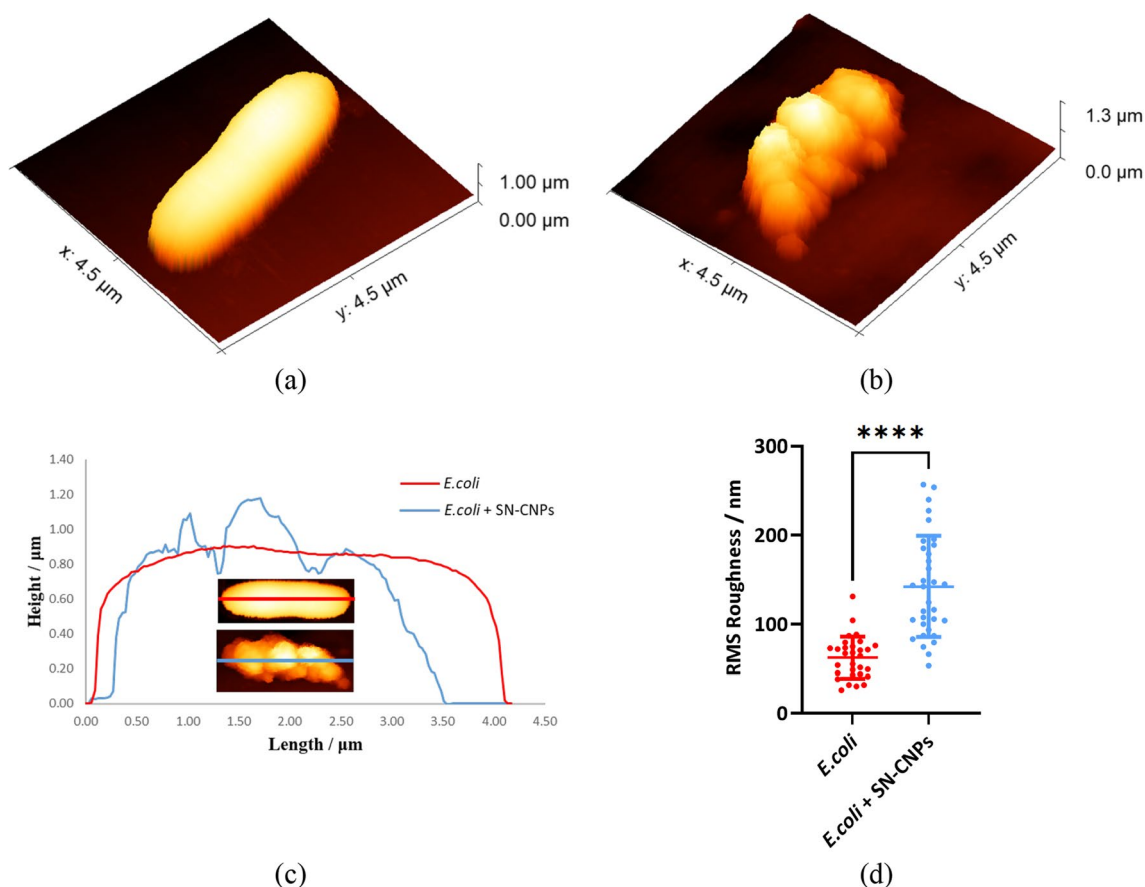 1.00 µm
0.00 µm
x: 4.5 µm
y: 4.5 µm
(a)
1.3 µm
0.0 µm
x: 4.5 µm
y: 4.5 µm
(b)
Height / µm
1.40
1.20
1.00
0.80
0.60
0.40
0.20
0.00
0.00 0.50 1.00 1.50 2.00 2.50 3.00 3.50 4.00 4.50
Length / µm
E.coli
E.coli + SN-CNPs
(c)
RMS Roughness / nm
300
200
100
0
****
E.coli
E.coli + SN-CNPs
(d)